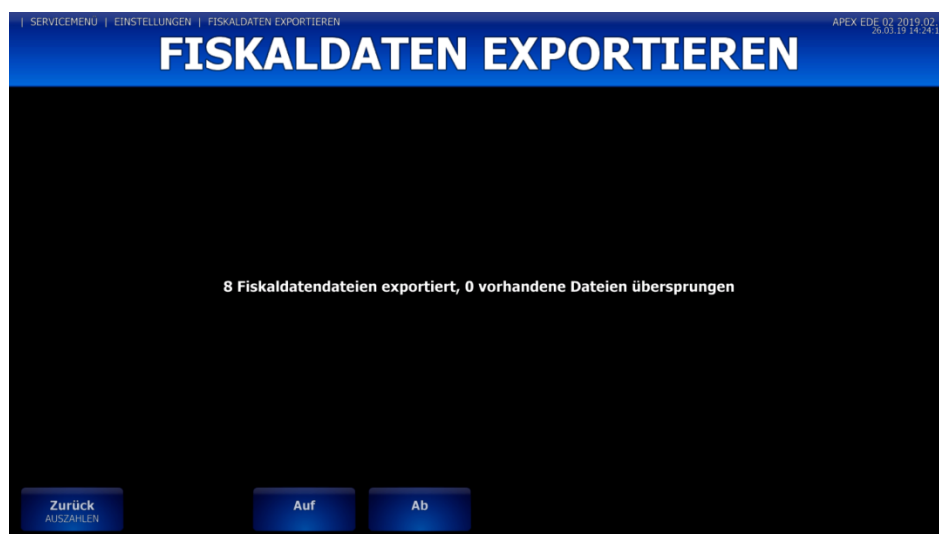 | SERVICEMENU | EINSTELLUNGEN | FISKALDATEN EXPORTIEREN
APEX EDE 02 2019.02.
26.03.19 14:24:1
FISKALDATEN EXPORTIEREN
8 Fiskaldatendateien exportiert, 0 vorhandene Dateien übersprungen
Zurück
AUSZAHLEN
Auf
Ab